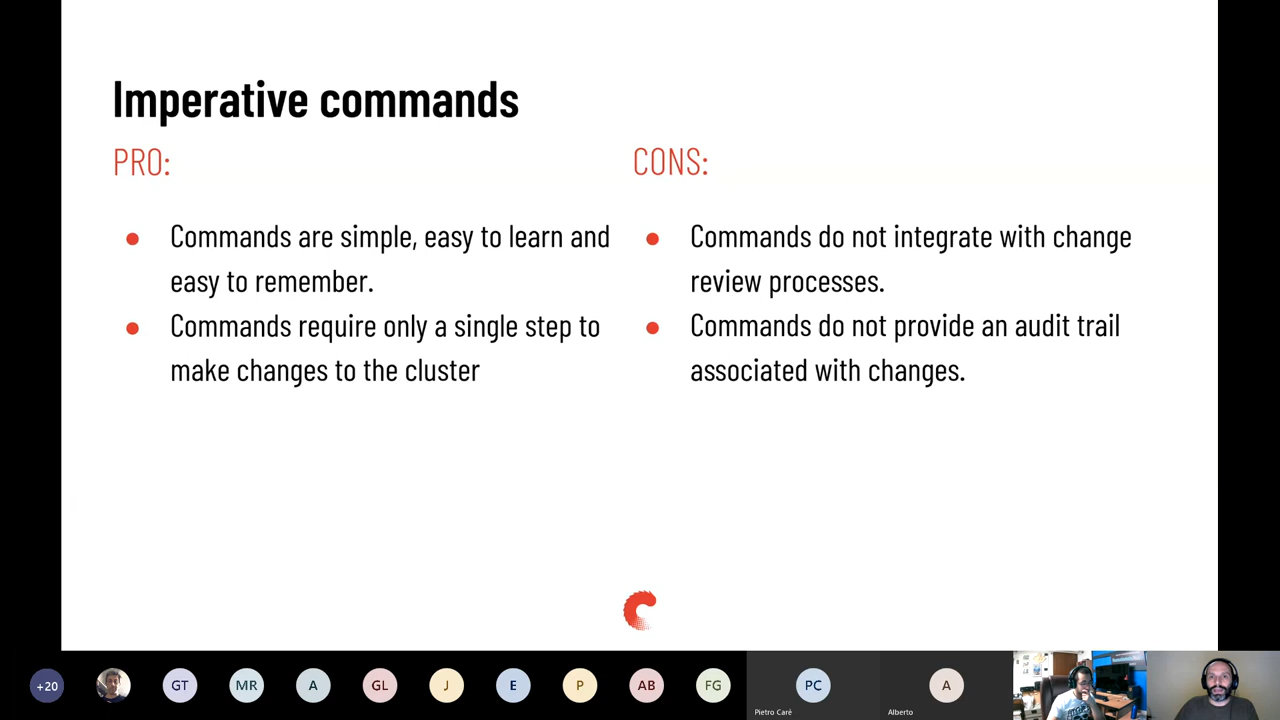 Imperative commands
PRO:
Commands are simple, easy to learn and
easy to remember.
Commands require only a single step to
make changes to the cluster
CONS:
Commands do not integrate with change
review processes.
Commands do not provide an audit trail
associated with changes.
+20
GT
MR
A
GL
J
E
P
AB
FG
PC
Pietro Caré
A
Alberto